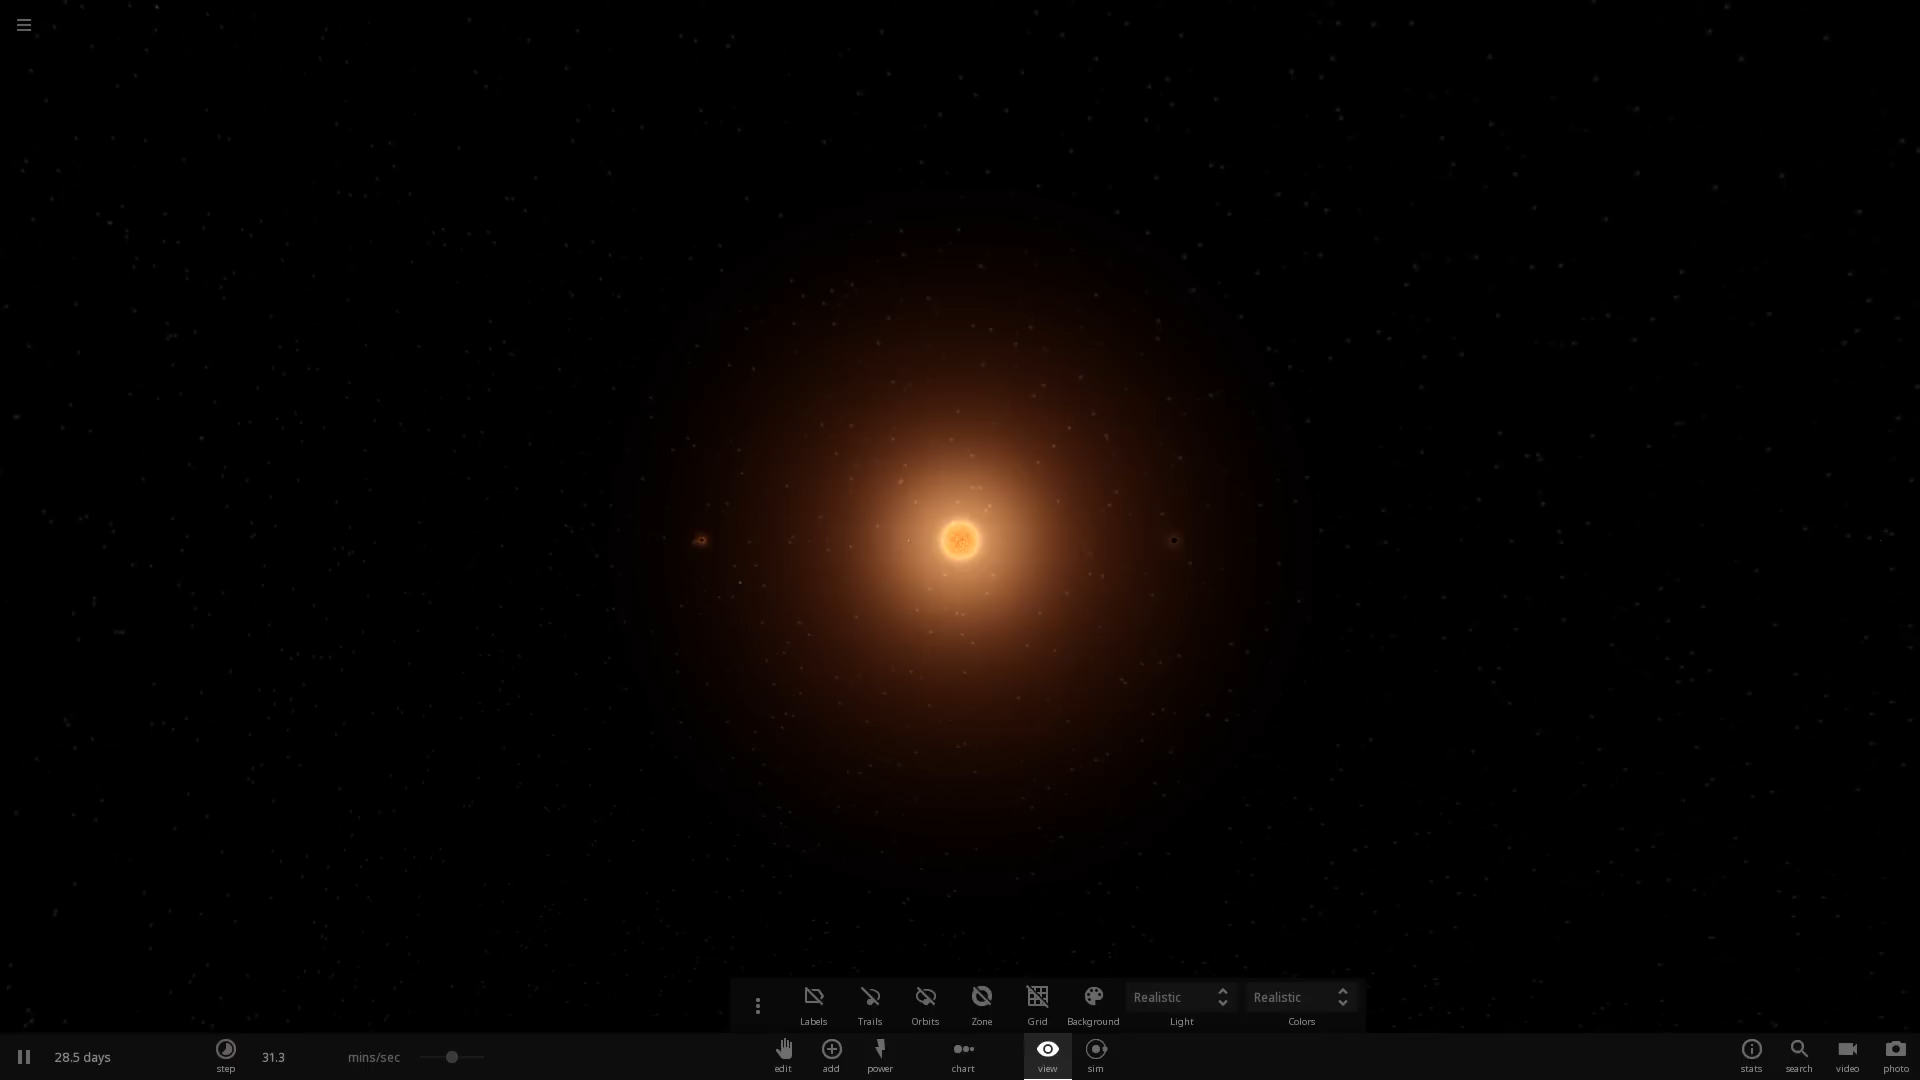 Realistic
Realistic
Labels
Trails
Orbits
Zone
Grid
Background
Light
Colors
28.5 days
step
31.3
mins/sec
edit
add
power
chart
view
sim
stats
search
video
photo